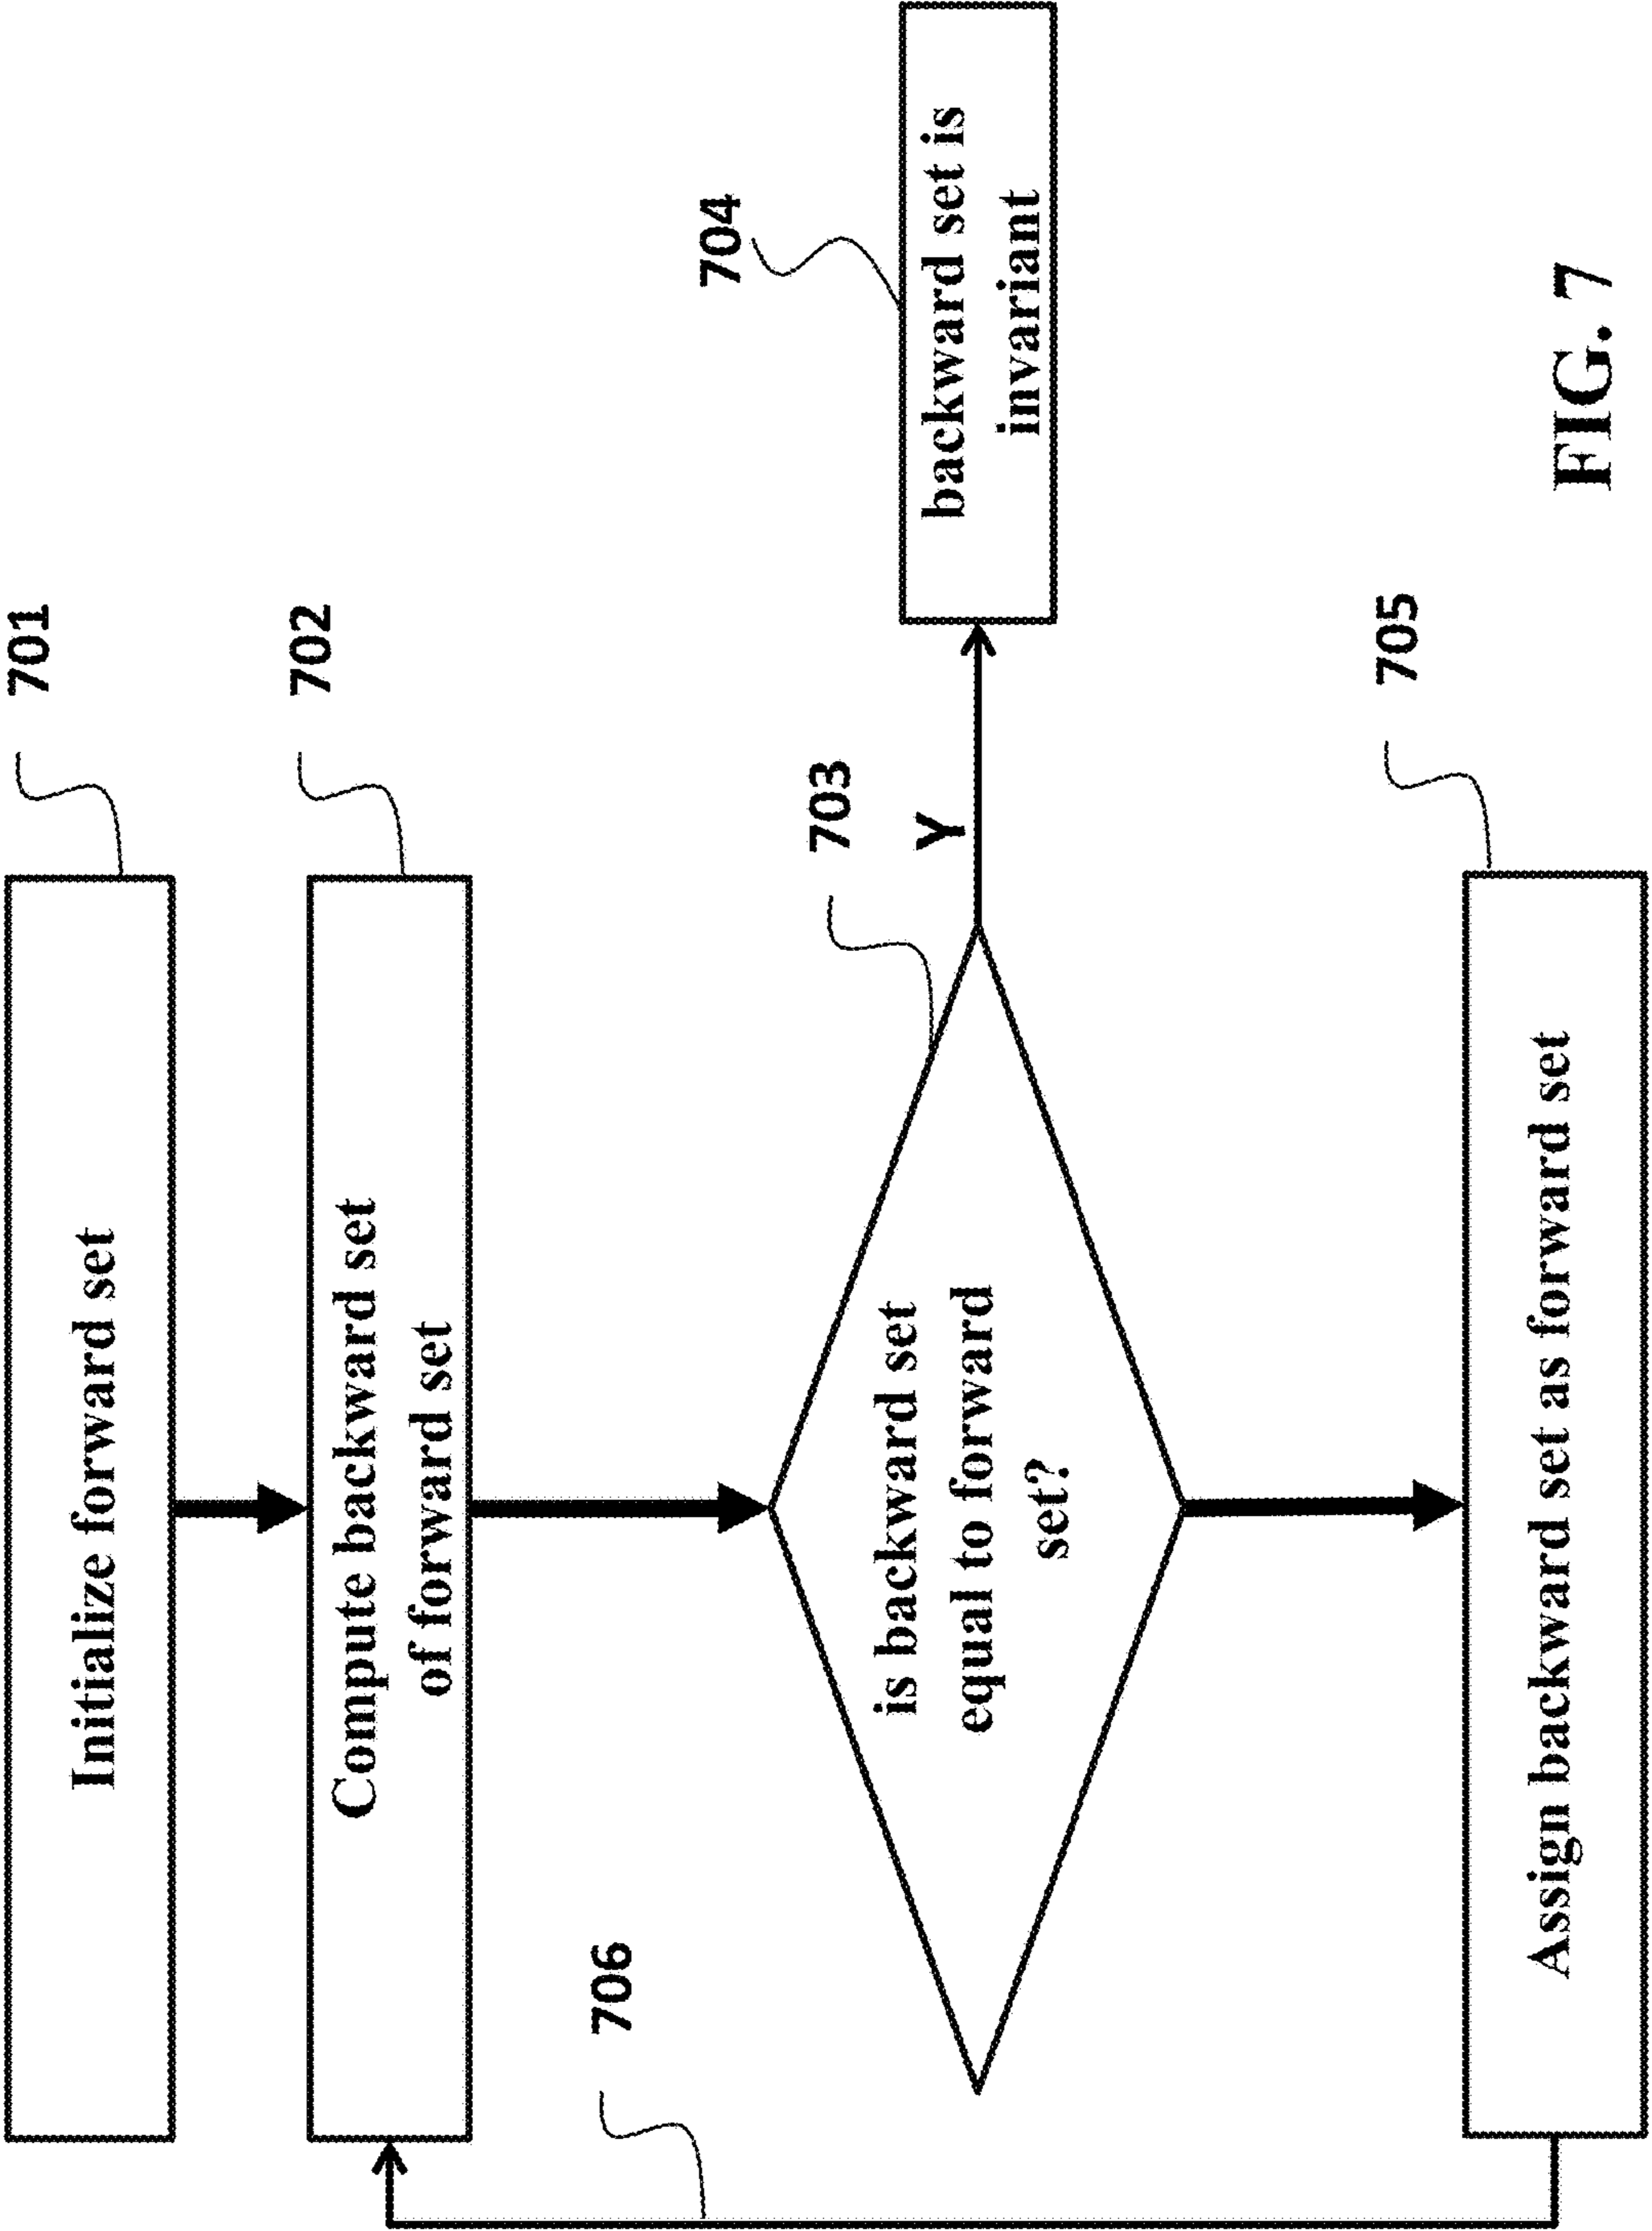 701
Initialize forward set
702
Compute backward set
of forward set
703
is backward set
equal to forward
set?
Y
704
backward set is
invariant
706
705
Assign backward set as forward set
FIG. 7